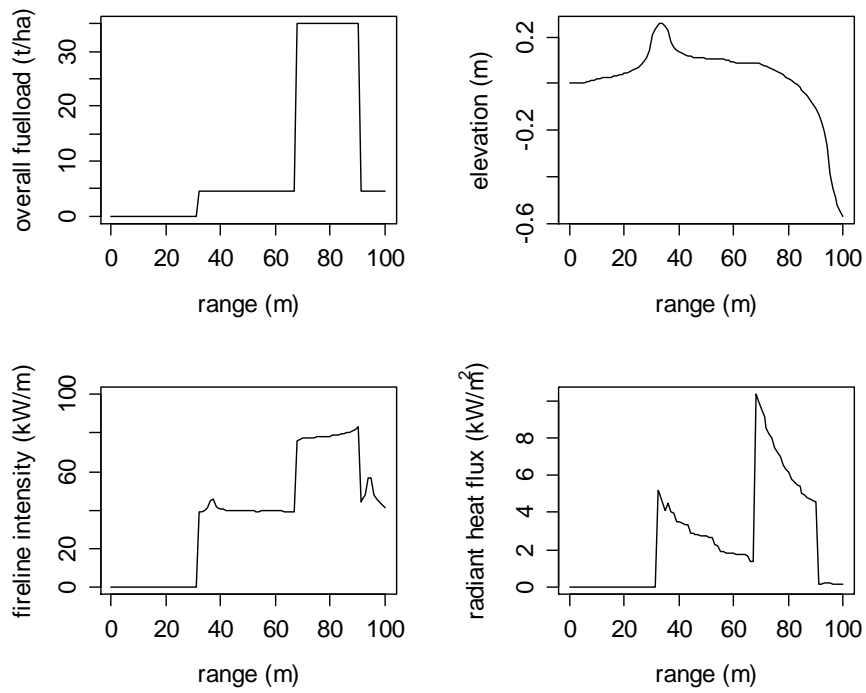 overall fuelload (t/ha)
0 10 20 30
0 20 40 60 80 100
range (m)
elevation (m)
-0.6 -0.2 0.2
0 20 40 60 80 100
range (m)
fireline intensity (kW/m)
0 20 60 100
0 20 40 60 80 100
range (m)
radiant heat flux (kW/m²)
0 2 4 6 8
0 20 40 60 80 100
range (m)